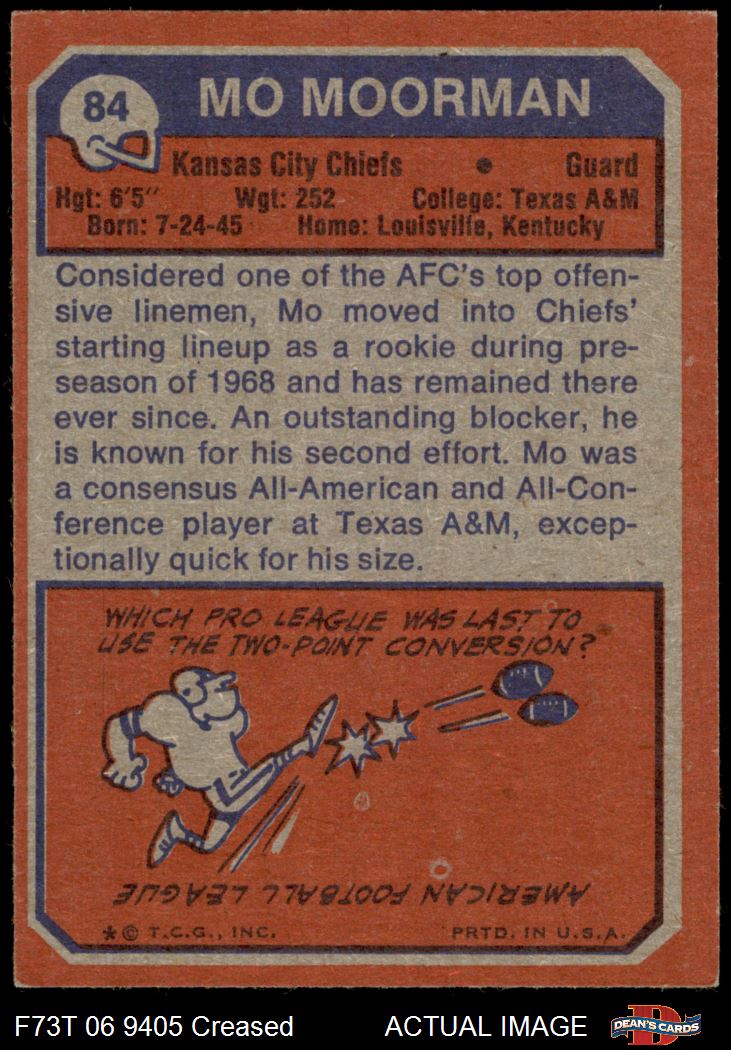 84
MO MOORMAN
Kansas City Chiefs • Guard
Hgt: 6'5" Wgt: 252 College: Texas A&M
Born: 7-24-45 Home: Louisville, Kentucky
Considered one of the AFC's top offen-
sive linemen, Mo moved into Chiefs'
starting lineup as a rookie during pre-
season of 1968 and has remained there
ever since. An outstanding blocker, he
is known for his second effort. Mo was
a consensus All-American and All-Con-
ference player at Texas A&M, excep-
tionally quick for his size.
WHICH PRO LEAGUE WAS LAST TO
USE THE TWO-POINT CONVERSION?
AMERICAN FOOTBALL LEAGUE
* © T.C.G., INC. PRTD. IN U.S.A.
F73T 06 9405 Creased ACTUAL IMAGE
D
DEAN'S CARDS